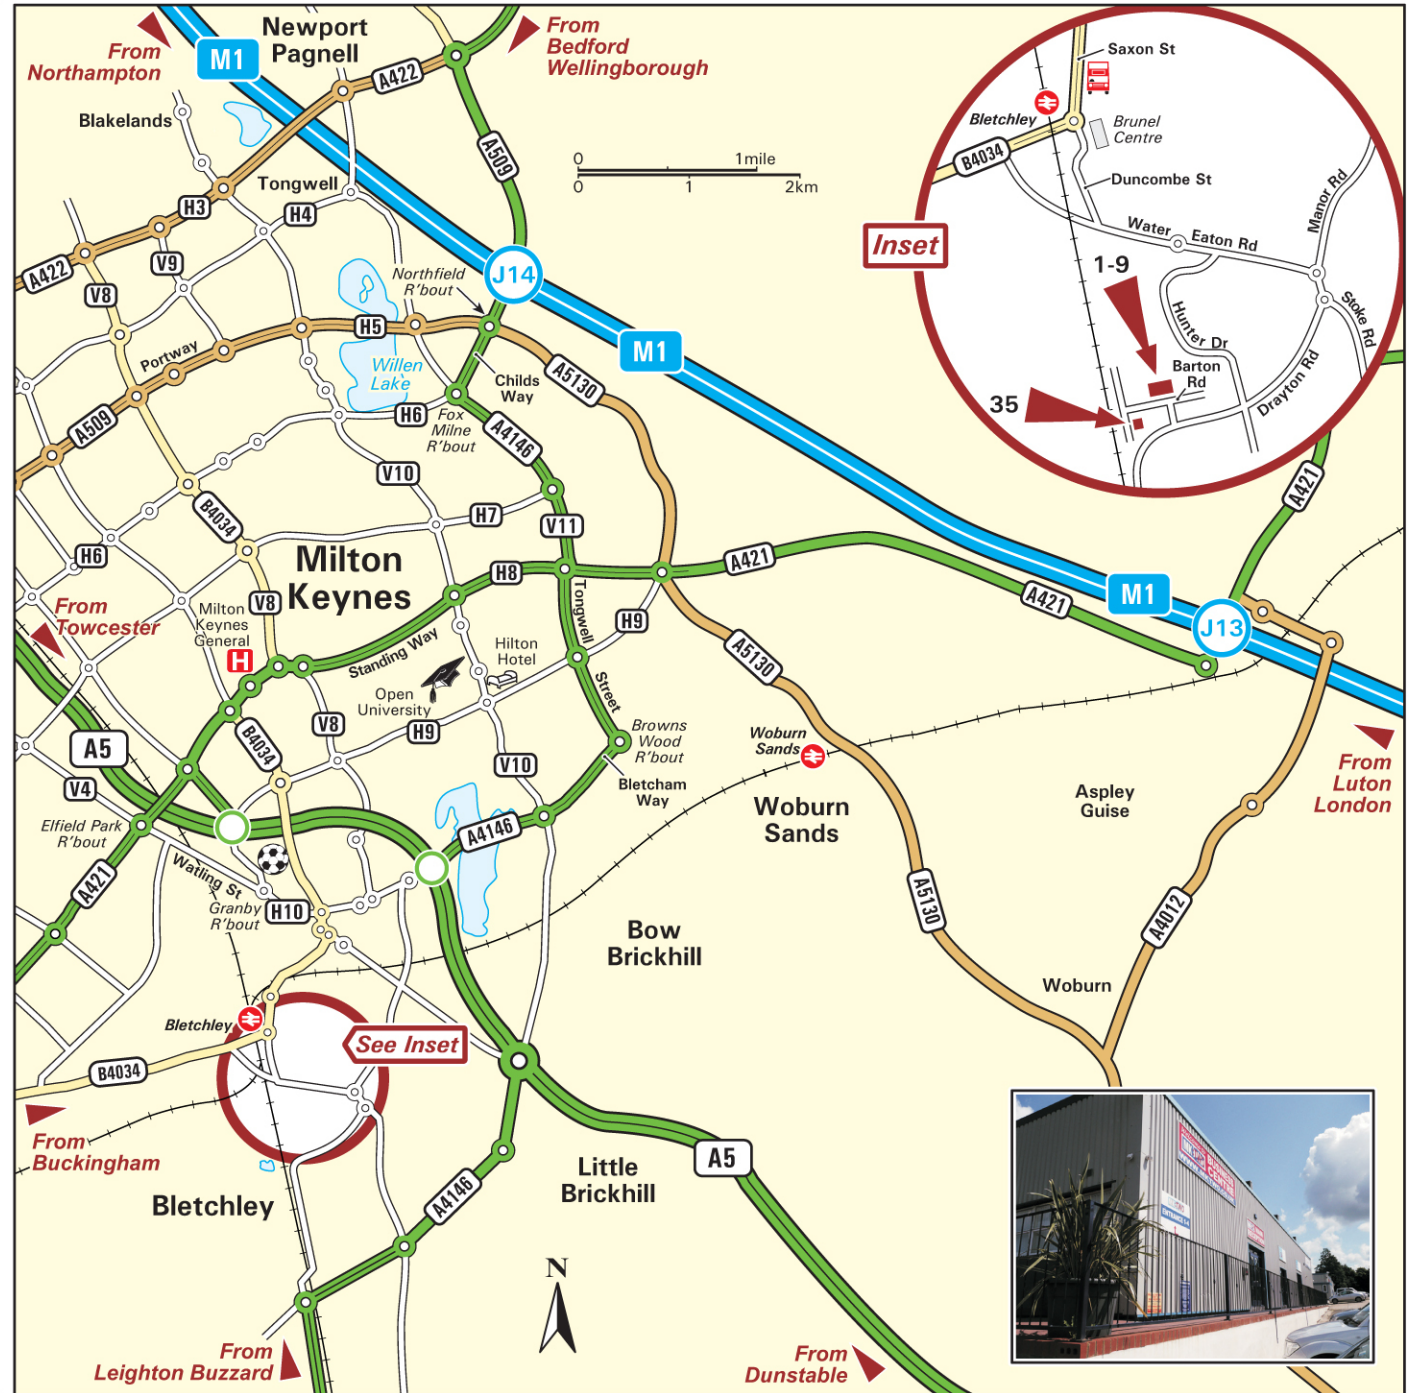 From
Northampton
M1
Newport
Pagnell
A422
From
Bedford
Wellingborough
Blakelands
A509
0 1mile
0 1 2km
Tongwell
H3
H4
V9
A422
V8
Northfield
R'bout
J14
H5
Portway
Willen
Lake
M1
Childs
Way
A5130
H6
Fox
Milne
R'bout
A509
A4146
V10
B4034
H7
V11
H6
Milton
Keynes
H8
A421
A421
M1
J13
A421
From
Towcester
Milton
Keynes
General
H
V8
Standing Way
Tongwell
Street
H9
Hilton
Hotel
Open
University
A5130
V8
H9
B4034
A5
V4
V10
Browns
Wood
R'bout
Bletcham
Way
Woburn
Sands
Woburn
Sands
Aspley
Guise
From
Luton
London
Elfield Park
R'bout
A4146
A421
Watling St
Granby
R'bout
H10
A5130
A4012
Bow
Brickhill
Woburn
Bletchley
See Inset
B4034
From
Buckingham
Bletchley
A4146
Little
Brickhill
A5
N
From
Leighton Buzzard
From
Dunstable
Inset
Saxon St
Bletchley
Brunel
Centre
B4034
Duncombe St
Manor Rd
Water Eaton Rd
1-9
Hunter Dr
Stoke Rd
Barton
Rd
Drayton Rd
35
BUSINESS
CENTRE
ENTRANCE 1-4